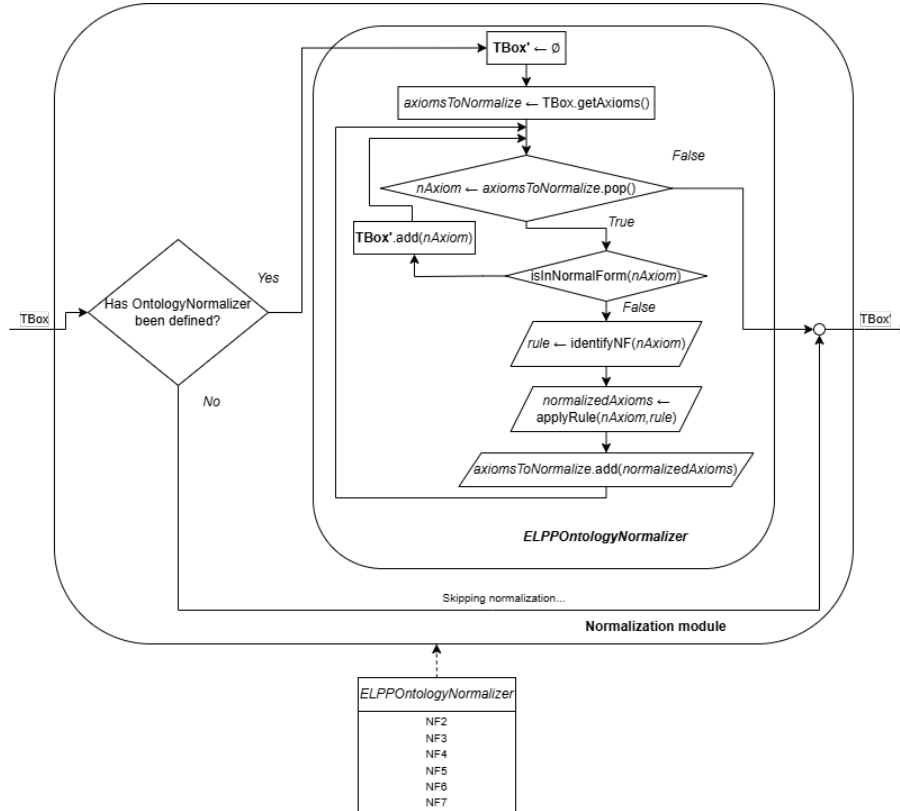 TBox' ← ∅
axiomsToNormalize ← TBox.getAxioms()
False
nAxiom ← axiomsToNormalize.pop()
True
TBox'.add(nAxiom)
isInNormalForm(nAxiom)
False
Yes
Has OntologyNormalizer
been defined?
TBox
TBox'
rule ← identifyNF(nAxiom)
No
normalizedAxioms ←
applyRule(nAxiom,rule)
axiomsToNormalize.add(normalizedAxioms)
ELPPOntologyNormalizer
Skipping normalization...
Normalization module
ELPPOntologyNormalizer
NF2
NF3
NF4
NF5
NF6
NF7